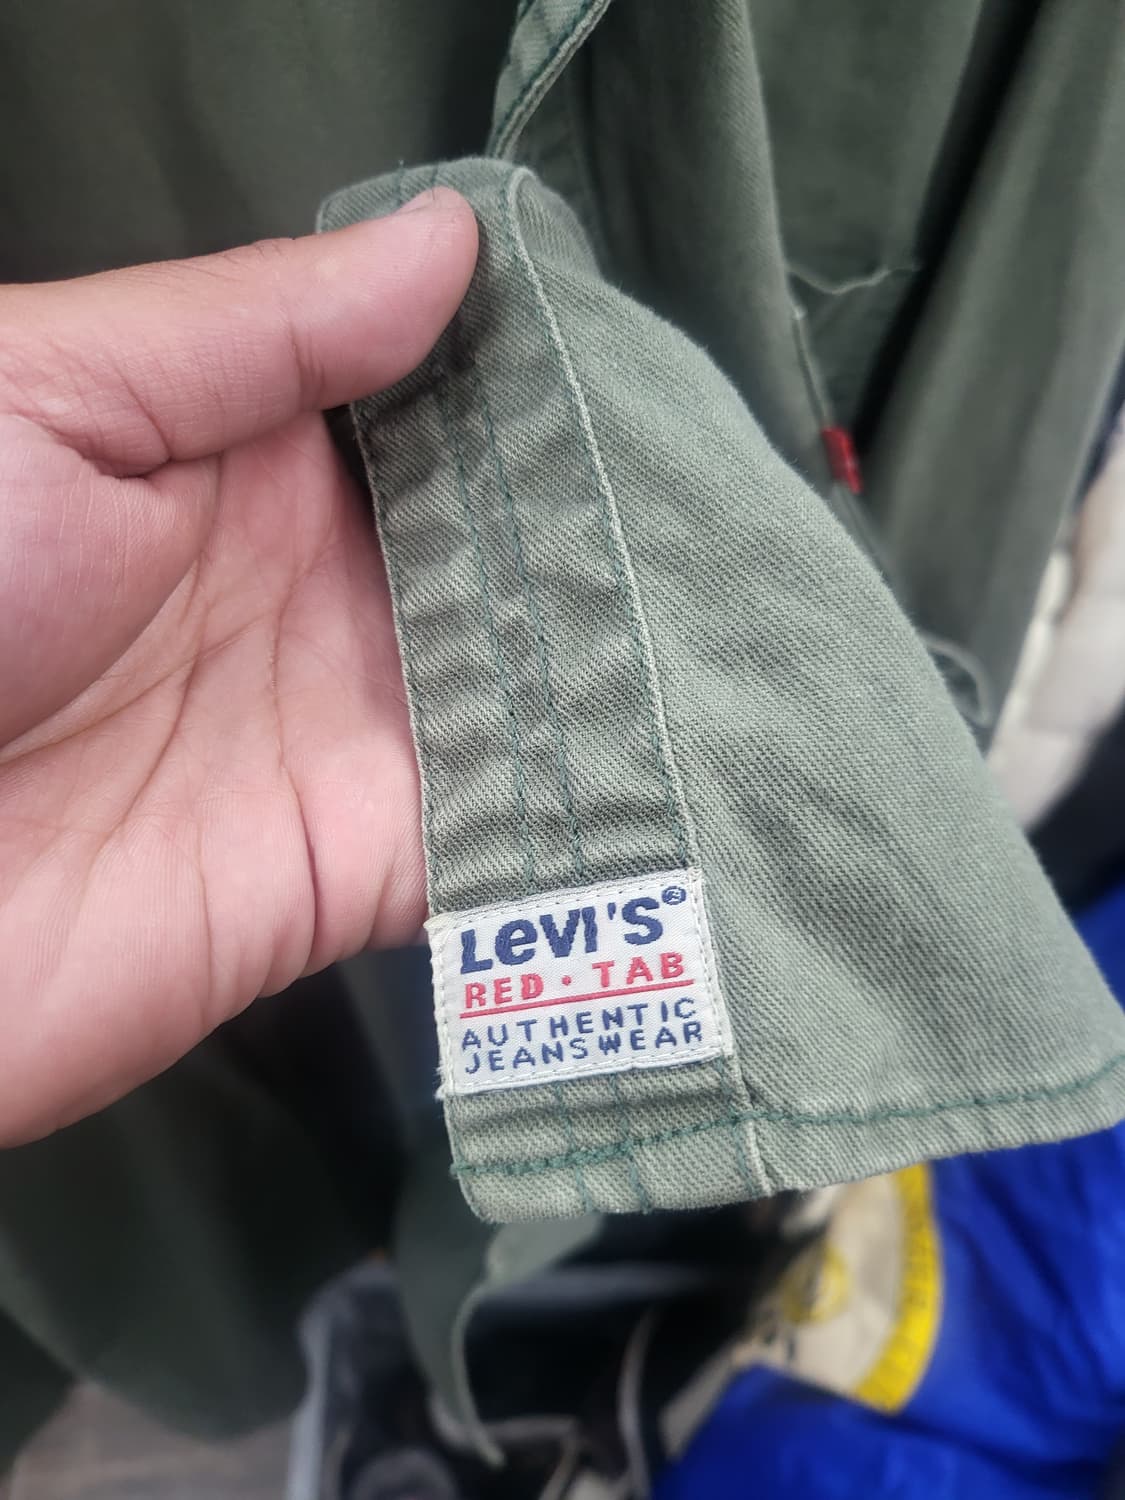 Levi's®
RED • TAB
AUTHENTIC
JEANSWEAR